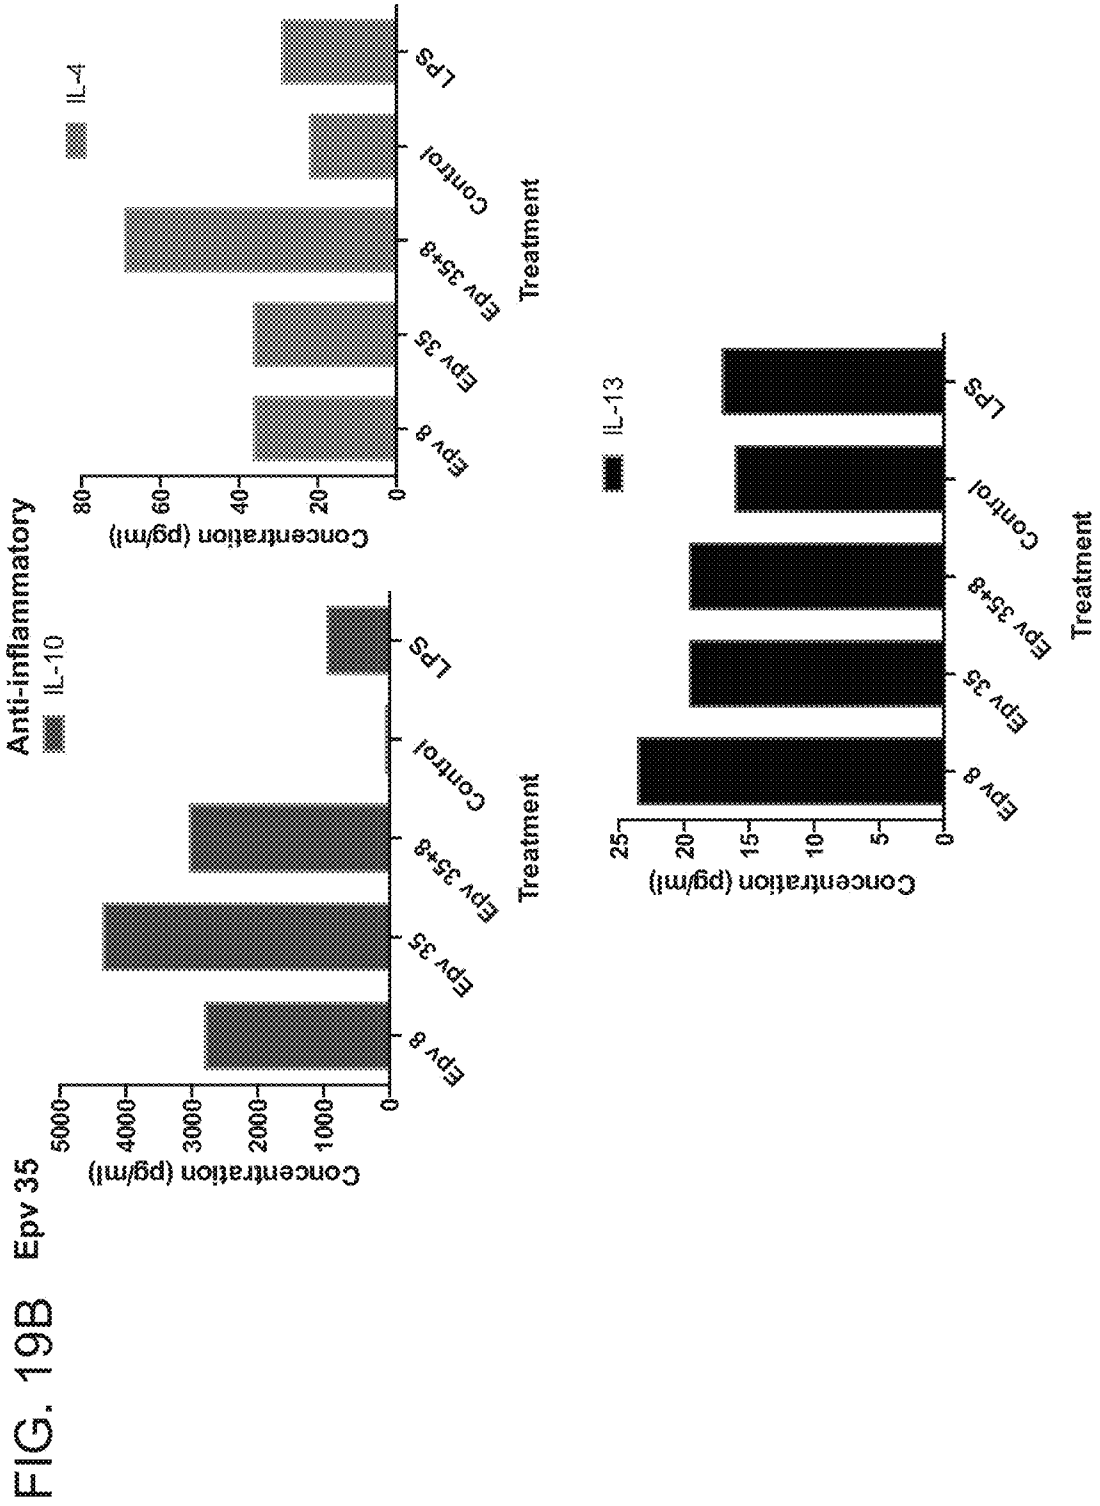 FIG. 19B Epv 35
Anti-inflammatory
IL-10
Concentration (pg/ml)
5000
4000
3000
2000
1000
0
Epv 8
Epv 35
Epv 35+8
Control
LPS
Treatment
IL-4
Concentration (pg/ml)
80
60
40
20
0
Epv 8
Epv 35
Epv 35+8
Control
LPS
Treatment
IL-13
Concentration (pg/ml)
25
20
15
10
5
0
Epv 8
Epv 35
Epv 35+8
Control
LPS
Treatment